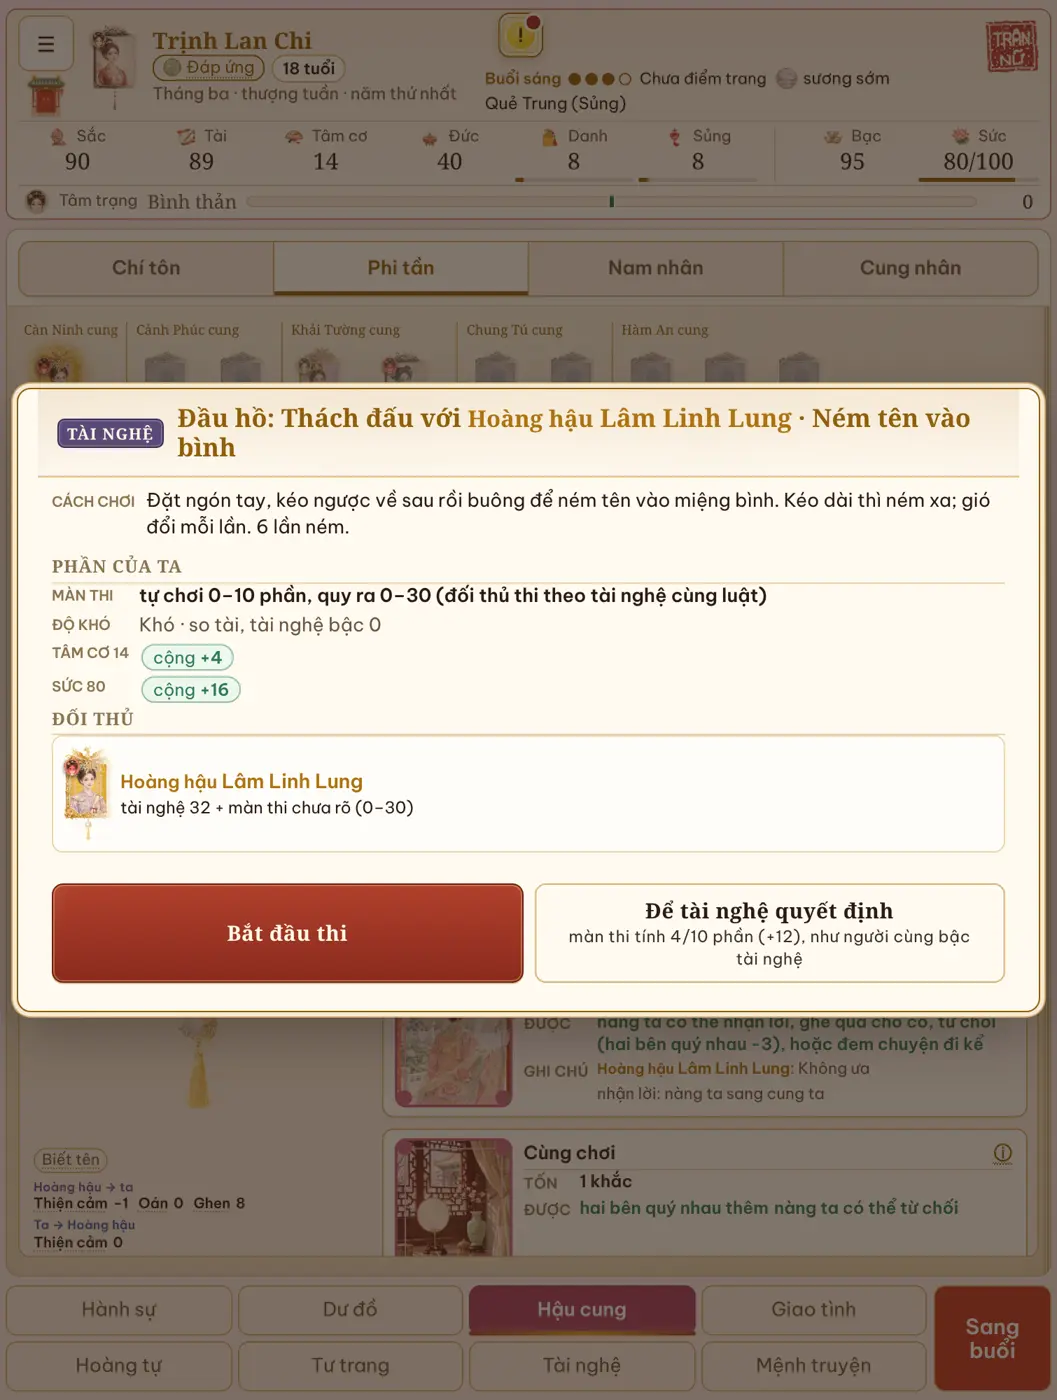 ☰
Trịnh Lan Chi
Đáp ứng
18 tuổi
Tháng ba · thượng tuần · năm thứ nhất
Buổi sáng
Chưa điểm trang
sương sớm
Quẻ Trung (Sủng)
TRÂN NỮ
Sắc
90
Tài
89
Tâm cơ
14
Đức
40
Danh
8
Sủng
8
Bạc
95
Sức
80/100
Tâm trạng
Bình thản
0
Chí tôn
Phi tần
Nam nhân
Cung nhân
Càn Ninh cung
Cảnh Phúc cung
Khải Tường cung
Chung Tú cung
Hàm An cung
TÀI NGHỆ
Đầu hồ: Thách đấu với Hoàng hậu Lâm Linh Lung · Ném tên vào
bình
CÁCH CHƠI
Đặt ngón tay, kéo ngược về sau rồi buông để ném tên vào miệng bình. Kéo dài thì ném xa; gió
đổi mỗi lần. 6 lần ném.
PHẦN CỦA TA
MÀN THI
tự chơi 0–10 phần, quy ra 0–30 (đối thủ thi theo tài nghệ cùng luật)
ĐỘ KHÓ
Khó · so tài, tài nghệ bậc 0
TÂM CƠ 14
cộng +4
SỨC 80
cộng +16
ĐỐI THỦ
Hoàng hậu Lâm Linh Lung
tài nghệ 32 + màn thi chưa rõ (0–30)
Bắt đầu thi
Để tài nghệ quyết định
màn thi tính 4/10 phần (+12), như người cùng bậc
tài nghệ
ĐƯỢC
nàng ta có thể nhận lời, ghé qua cho có, từ chối
(hai bên quý nhau -3), hoặc đem chuyện đi kể
GHI CHÚ
Hoàng hậu Lâm Linh Lung: Không ưa
nhận lời: nàng ta sang cung ta
Biết tên
Hoàng hậu → ta
Thiện cảm -1 Oán 0 Ghen 8
Ta → Hoàng hậu
Thiện cảm 0
Cùng chơi
TỐN
1 khắc
ĐƯỢC
hai bên quý nhau thêm nàng ta có thể từ chối
Hành sự
Dư đồ
Hậu cung
Giao tình
Hoàng tự
Tư trang
Tài nghệ
Mệnh truyện
Sang
buổi